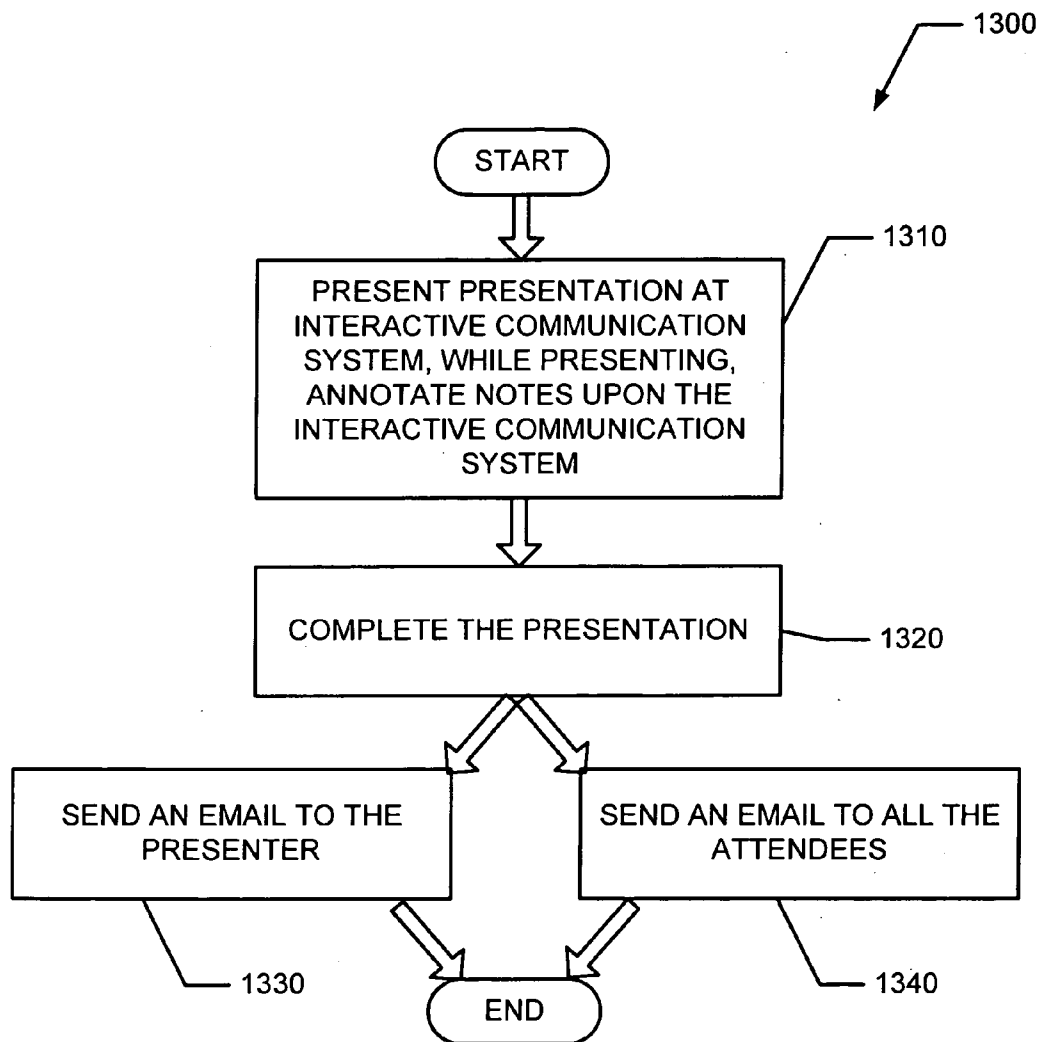 1300
START
1310
PRESENT PRESENTATION AT
INTERACTIVE COMMUNICATION
SYSTEM, WHILE PRESENTING,
ANNOTATE NOTES UPON THE
INTERACTIVE COMMUNICATION
SYSTEM
COMPLETE THE PRESENTATION
1320
SEND AN EMAIL TO THE
PRESENTER
SEND AN EMAIL TO ALL THE
ATTENDEES
1330
1340
END